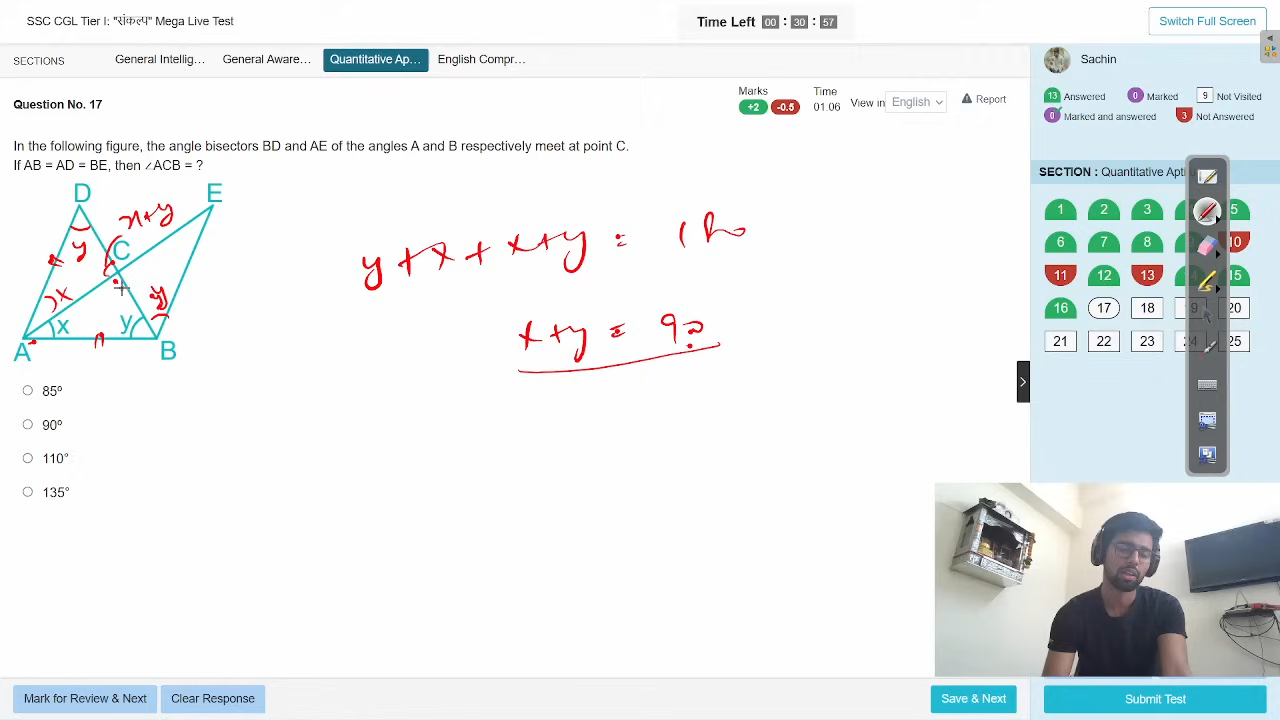 SSC CGL Tier I: "संकल्प" Mega Live Test
Time Left 00 : 30 : 57
Switch Full Screen
SECTIONS
General Intellig...
General Aware...
Quantitative Ap...
English Compr...
Sachin
Question No. 17
Marks
+2 -0.5
Time
01.06
View in English
Report
13 Answered
0 Marked
9 Not Visited
0 Marked and answered
3 Not Answered
In the following figure, the angle bisectors BD and AE of the angles A and B respectively meet at point C.
If AB = AD = BE, then ∠ACB = ?
SECTION : Quantitative Apti
D
E
x+y
y
C
x
y
x
y
A
B
y + x + x+y =
x+y = 90
1 2 3 5
6 7 8 10
11 12 13 15
16 17 18 20
21 22 23 24 25
85º
90º
110°
135°
Mark for Review & Next
Clear Response
Save & Next
Submit Test